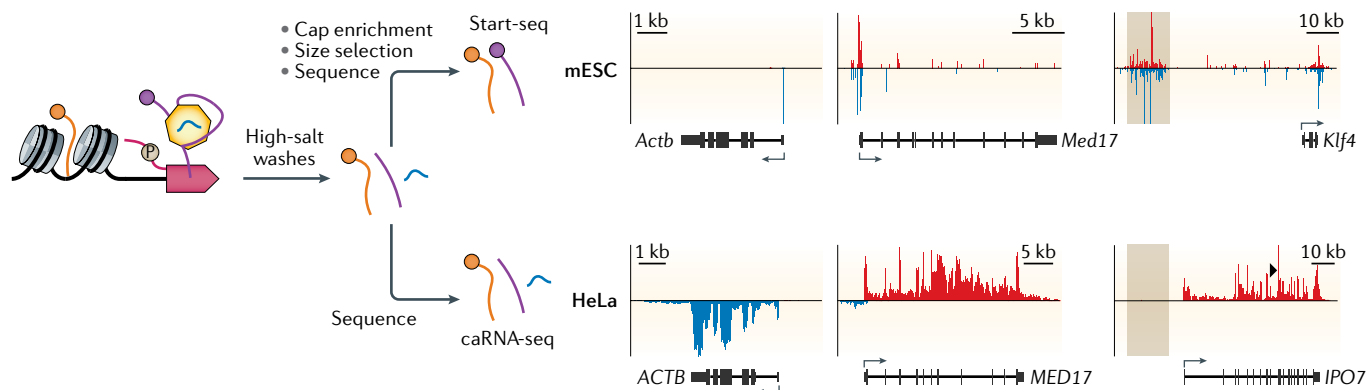 • Cap enrichment
• Size selection
• Sequence
Start-seq
P
High-salt
washes
Sequence
caRNA-seq
mESC
1 kb
Actb
5 kb
Med17
10 kb
Klf4
HeLa
1 kb
ACTB
5 kb
MED17
10 kb
IPO7